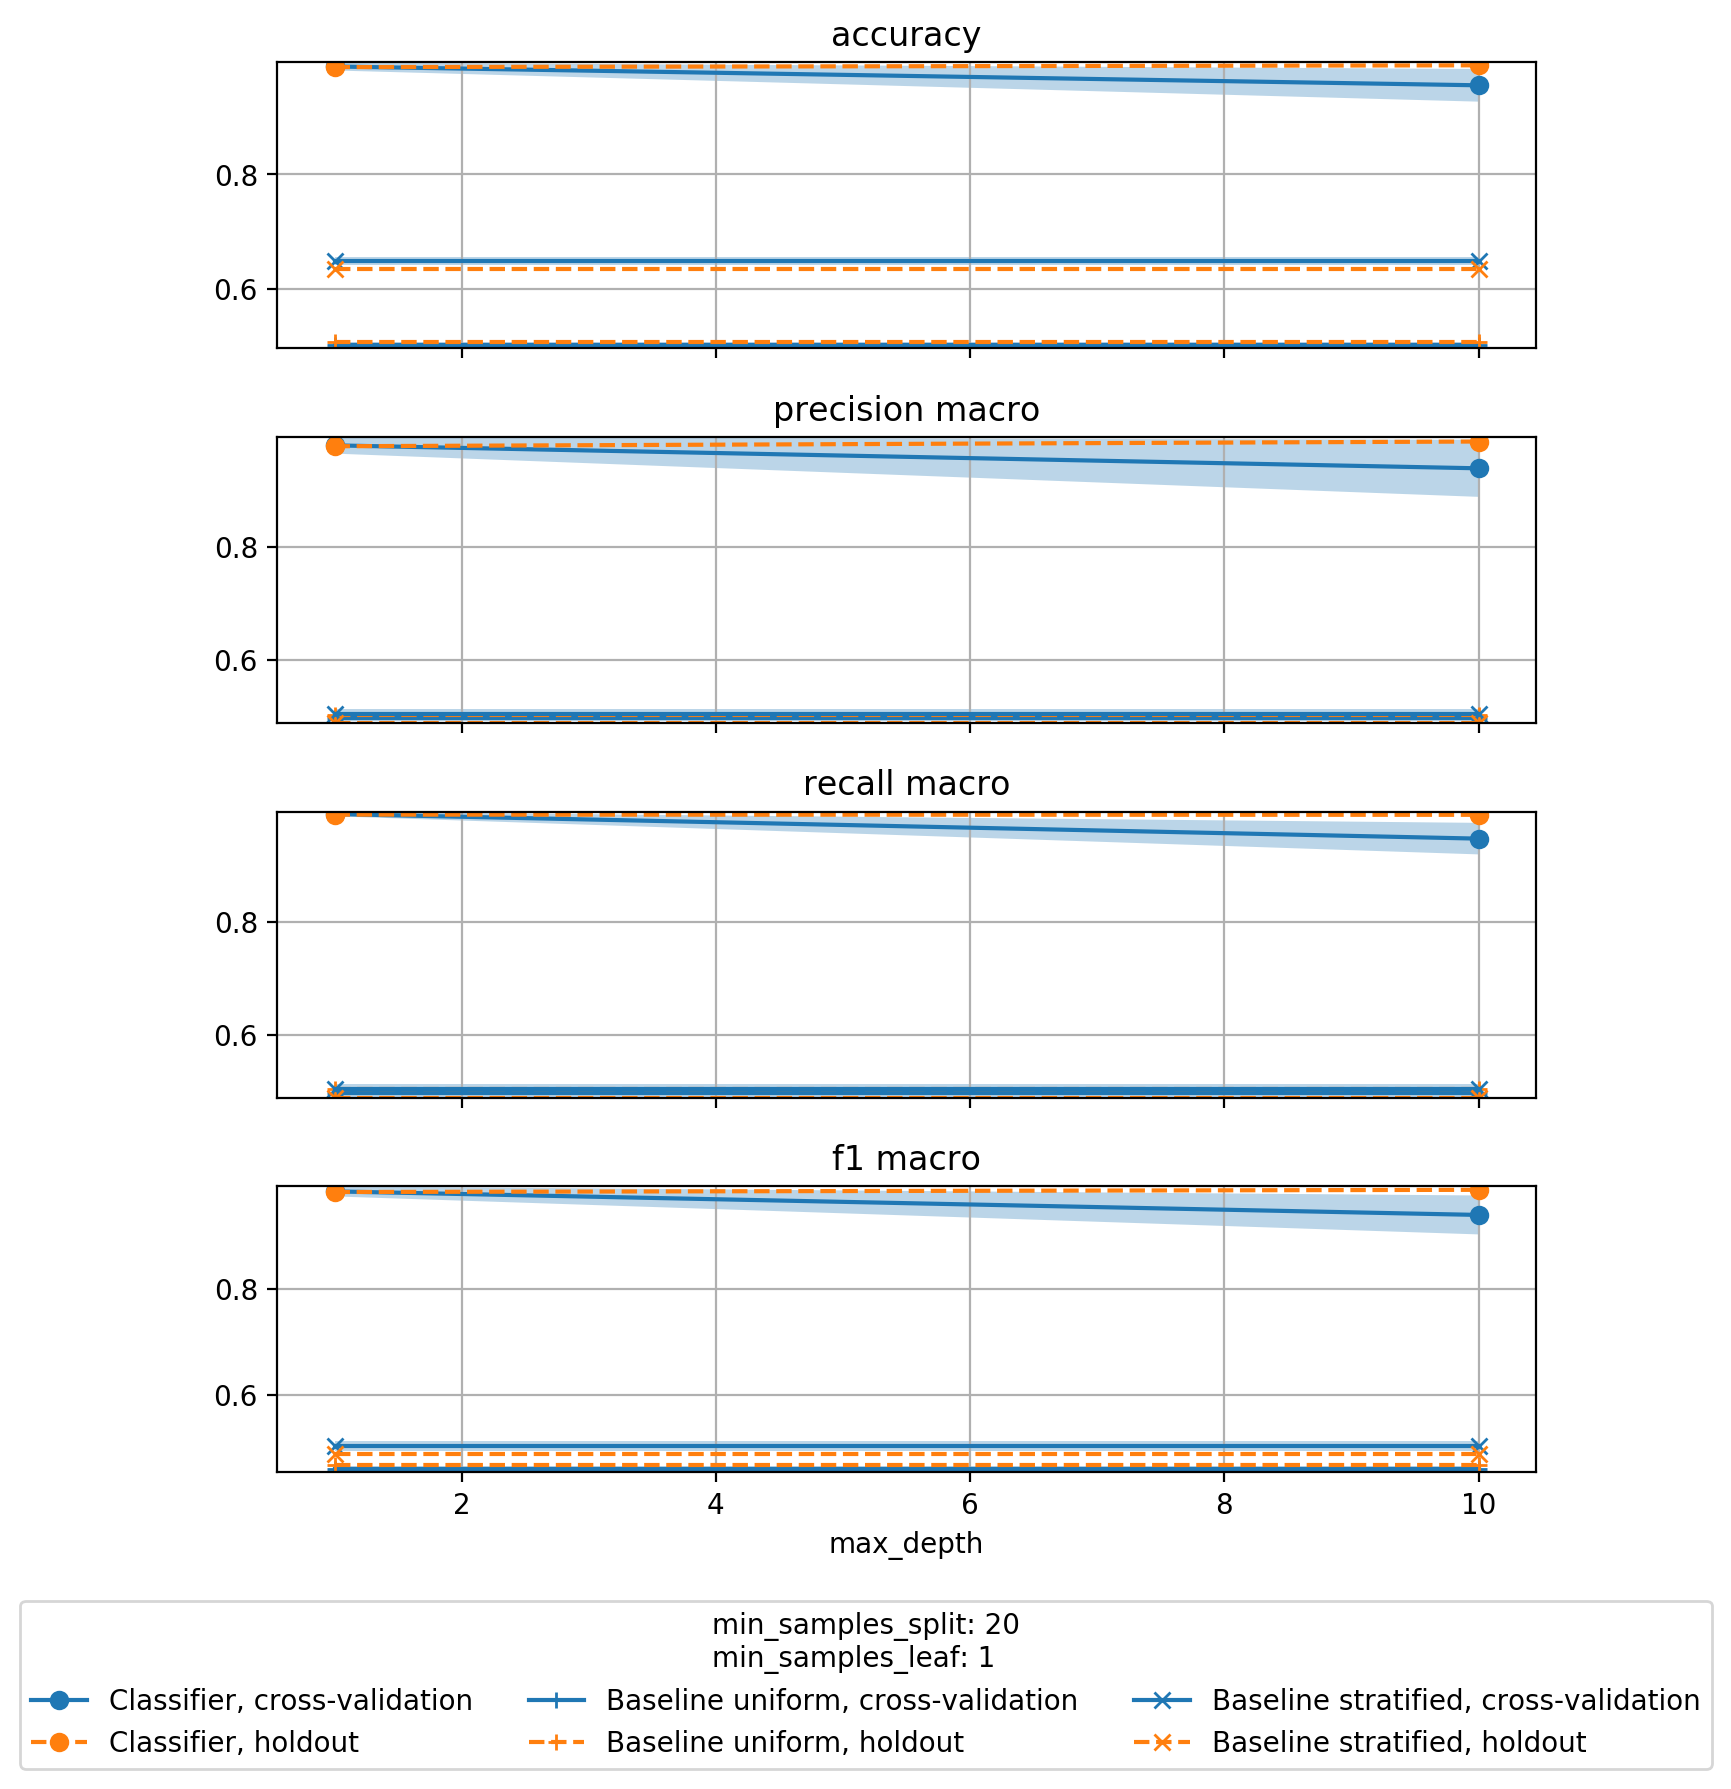 accuracy
0.8
0.6
precision macro
0.8
0.6
recall macro
0.8
0.6
f1 macro
0.8
0.6
2 4 6 8 10
max_depth
min_samples_split: 20
min_samples_leaf: 1
Classifier, cross-validation Baseline uniform, cross-validation Baseline stratified, cross-validation
Classifier, holdout Baseline uniform, holdout Baseline stratified, holdout